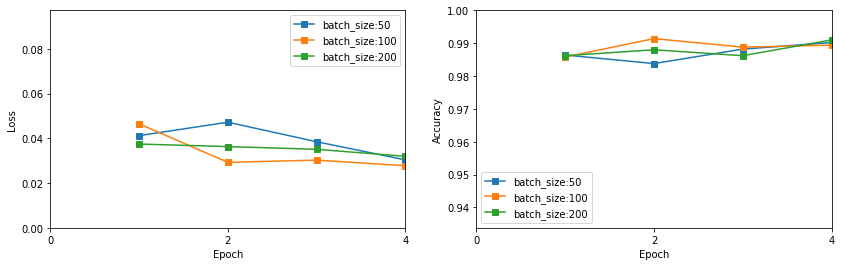 0.08
0.06
0.04
0.02
0.00
Loss
0
2
4
Epoch
batch_size:50
batch_size:100
batch_size:200
1.00
0.99
0.98
0.97
0.96
0.95
0.94
Accuracy
0
2
4
Epoch
batch_size:50
batch_size:100
batch_size:200